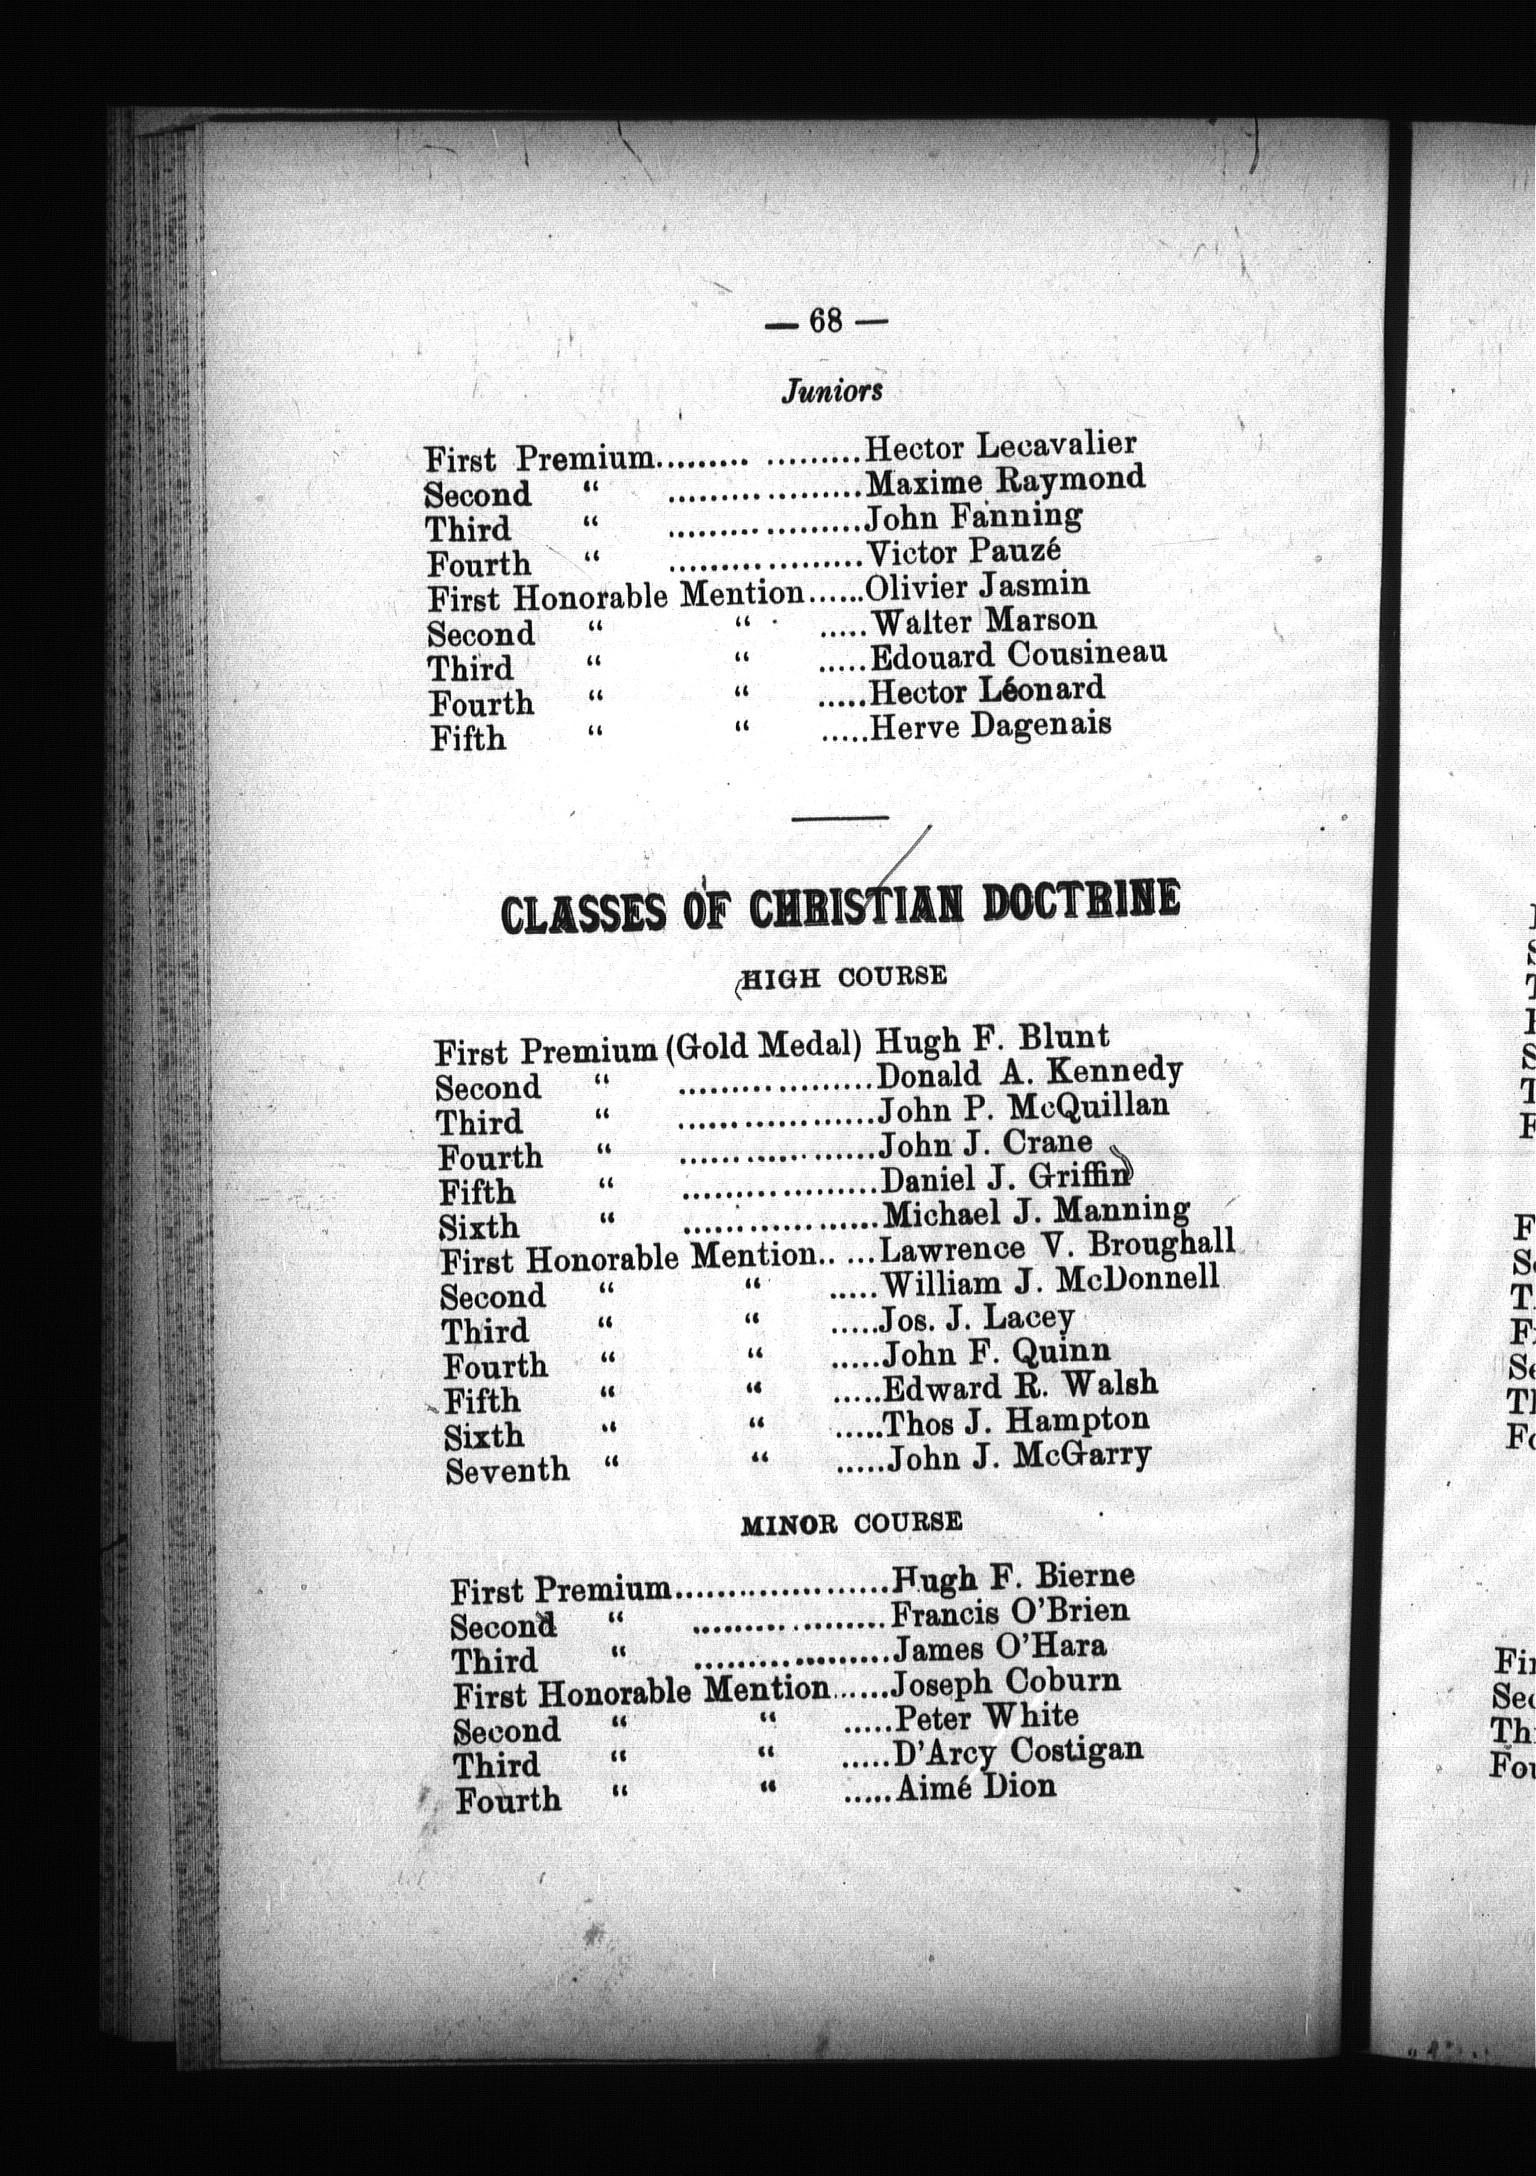 — 68 —
Juniors
First Premium......... .........Hector Lecavalier
Second “ ..................Maxime Raymond
Third “ ..................John Fanning
Fourth “ ..................Victor Pauzé
First Honorable Mention......Olivier Jasmin
Second “ “ .....Walter Marson
Third “ “ .....Edouard Cousineau
Fourth “ “ .....Hector Léonard
Fifth “ “ .....Herve Dagenais
CLASSES OF CHRISTIAN DOCTRINE
HIGH COURSE
First Premium (Gold Medal) Hugh F. Blunt
Second “ ..................Donald A. Kennedy
Third “ ..................John P. McQuillan
Fourth “ ..................John J. Crane
Fifth “ ..................Daniel J. Griffin
Sixth “ ..................Michael J. Manning
First Honorable Mention.. ...Lawrence V. Broughall
Second “ “ .....William J. McDonnell
Third “ “ .....Jos. J. Lacey
Fourth “ “ .....John F. Quinn
Fifth “ “ .....Edward R. Walsh
Sixth “ “ .....Thos J. Hampton
Seventh “ “ .....John J. McGarry
MINOR COURSE
First Premium....................Hugh F. Bierne
Second “ ..................Francis O’Brien
Third “ ..................James O’Hara
First Honorable Mention......Joseph Coburn
Second “ “ .....Peter White
Third “ “ .....D’Arcy Costigan
Fourth “ “ .....Aimé Dion